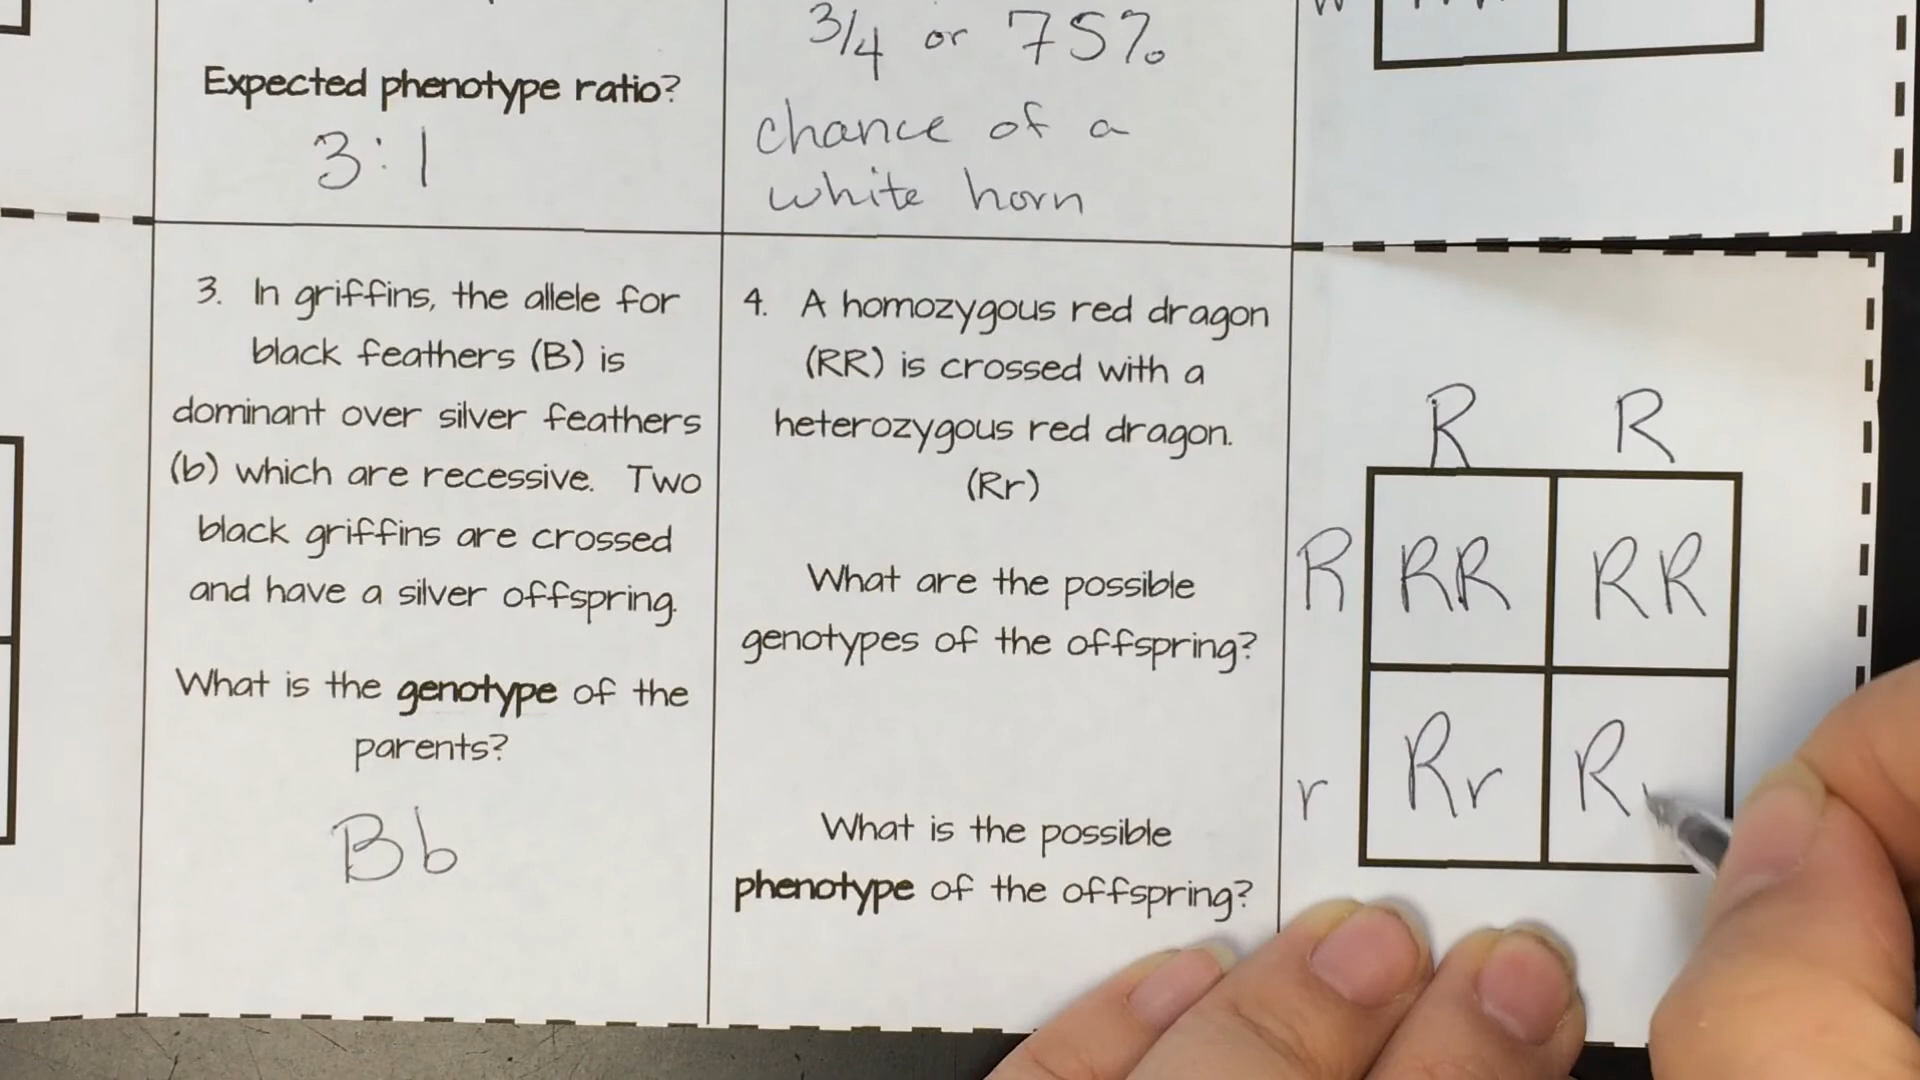 Expected phenotype ratio?
3:1
3/4 or 75%
chance of a
white horn
3. In griffins, the allele for
black feathers (B) is
dominant over silver feathers
(b) which are recessive. Two
black griffins are crossed
and have a silver offspring.
What is the genotype of the
parents?
Bb
4. A homozygous red dragon
(RR) is crossed with a
heterozygous red dragon.
(Rr)
What are the possible
genotypes of the offspring?
What is the possible
phenotype of the offspring?
R R
R RR RR
r Rr R